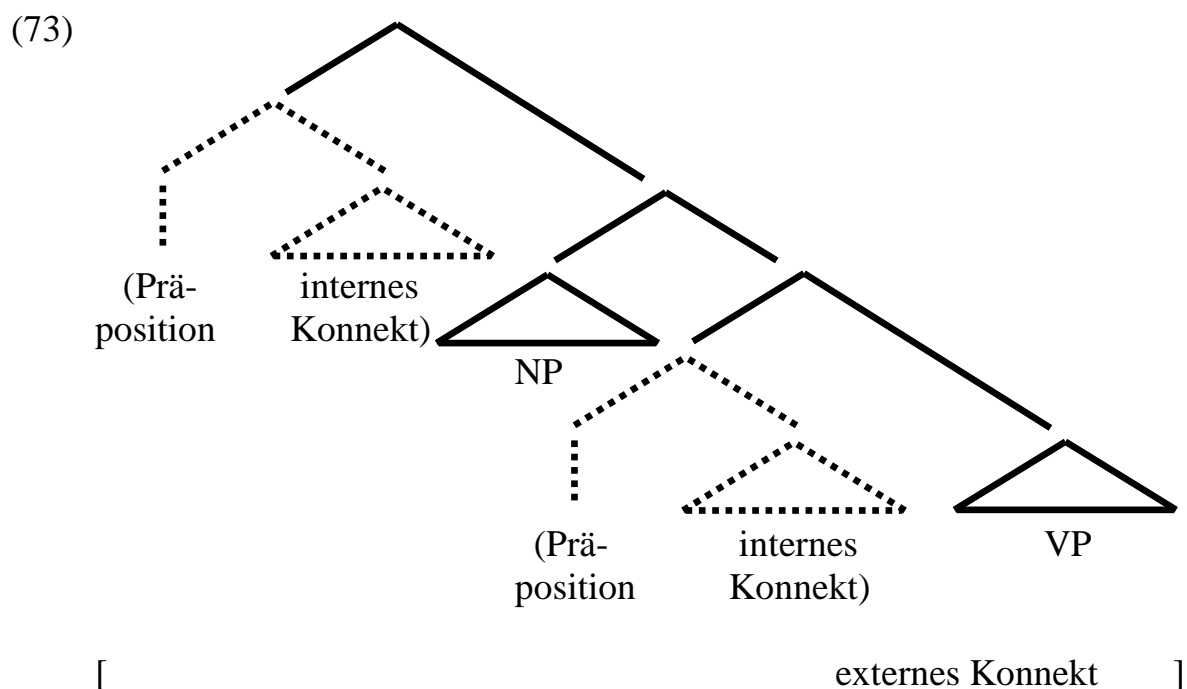 (73)
(Prä-
position
internes
Konnekt)
NP
(Prä-
position
internes
Konnekt)
VP
[ externes Konnekt ]